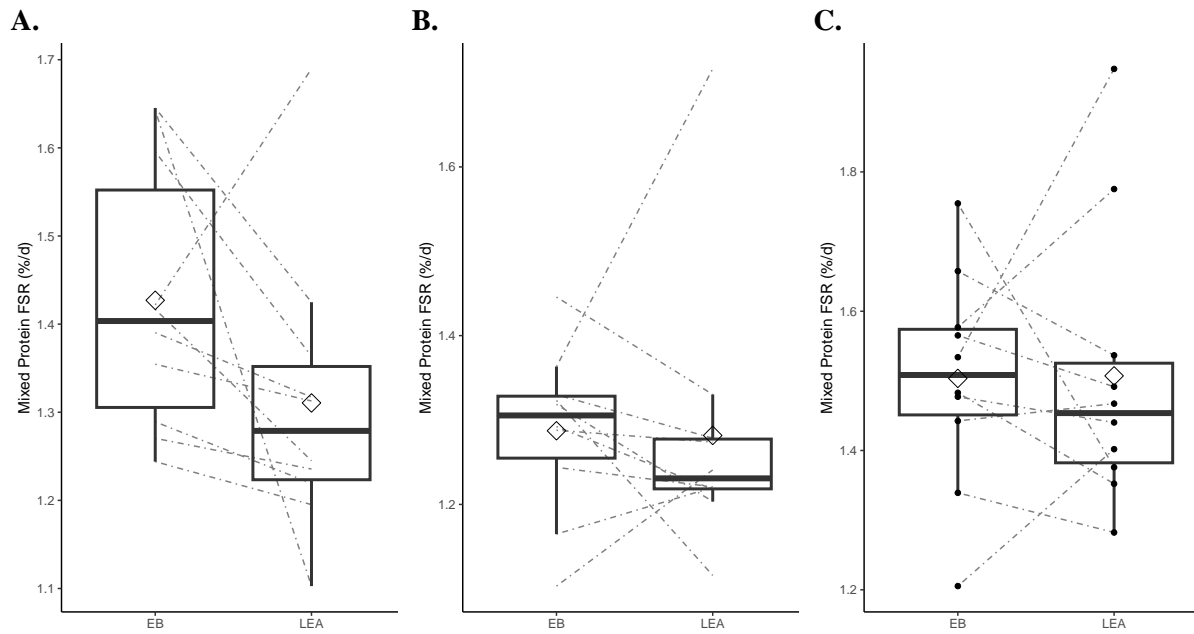 A.
Mixed Protein FSR (%/d)
1.7
1.6
1.5
1.4
1.3
1.2
1.1
EB
LEA
B.
Mixed Protein FSR (%/d)
1.6
1.4
1.2
EB
LEA
C.
Mixed Protein FSR (%/d)
1.8
1.6
1.4
1.2
EB
LEA